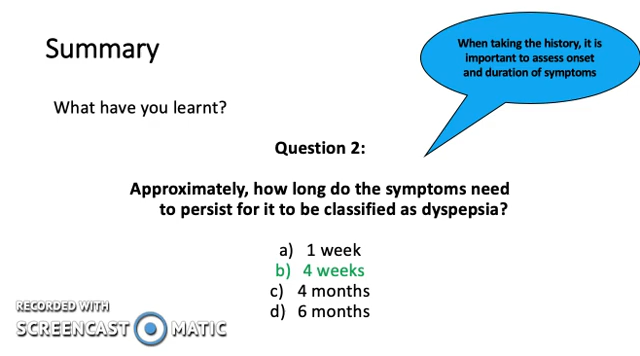 Summary
When taking the history, it is
important to assess onset
and duration of symptoms
What have you learnt?
Question 2:
Approximately, how long do the symptoms need
to persist for it to be classified as dyspepsia?
a) 1 week
b) 4 weeks
c) 4 months
d) 6 months
RECORDED WITH
SCREENCAST MATIC